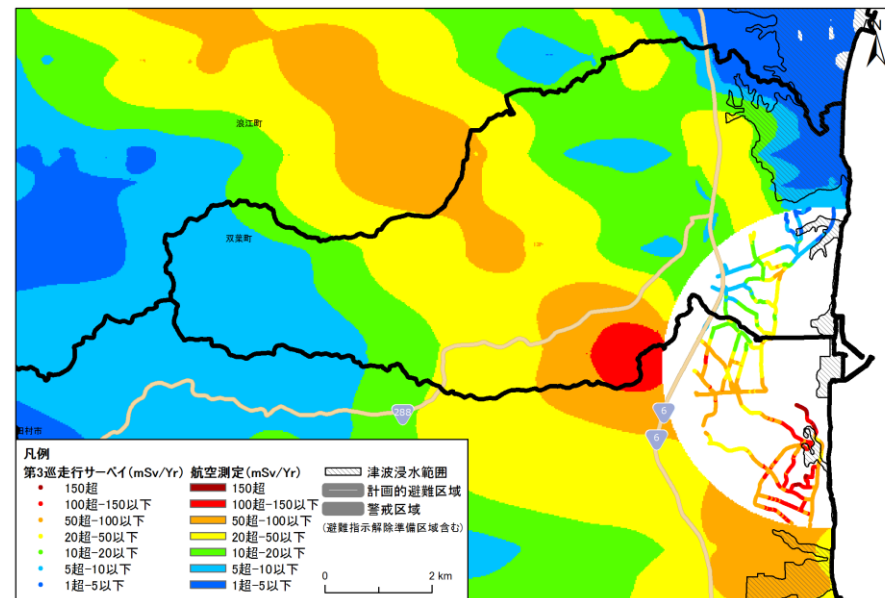 N
浪江町
双葉町
288
6
6
田村市
凡例
第3巡走行サーベイ(mSv/Yr)
150超
100超-150以下
50超-100以下
20超-50以下
10超-20以下
5超-10以下
1超-5以下
航空測定(mSv/Yr)
150超
100超-150以下
50超-100以下
20超-50以下
10超-20以下
5超-10以下
1超-5以下
津波浸水範囲
計画的避難区域
警戒区域
(避難指示解除準備区域含む)
0 2 km